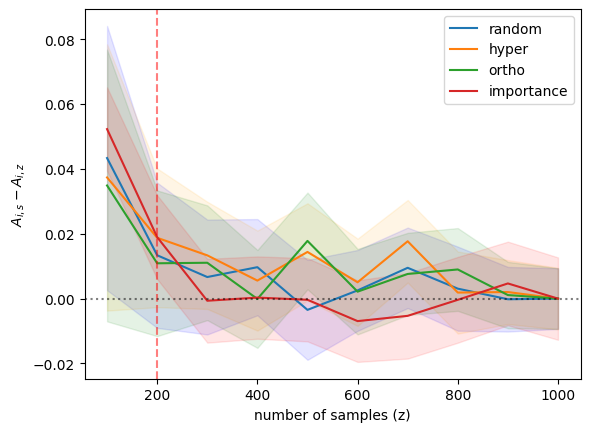 random
hyper
ortho
importance
0.08
0.06
0.04
0.02
0.00
−0.02
A_{i,s} − A_{i,z}
200
400
600
800
1000
number of samples (z)